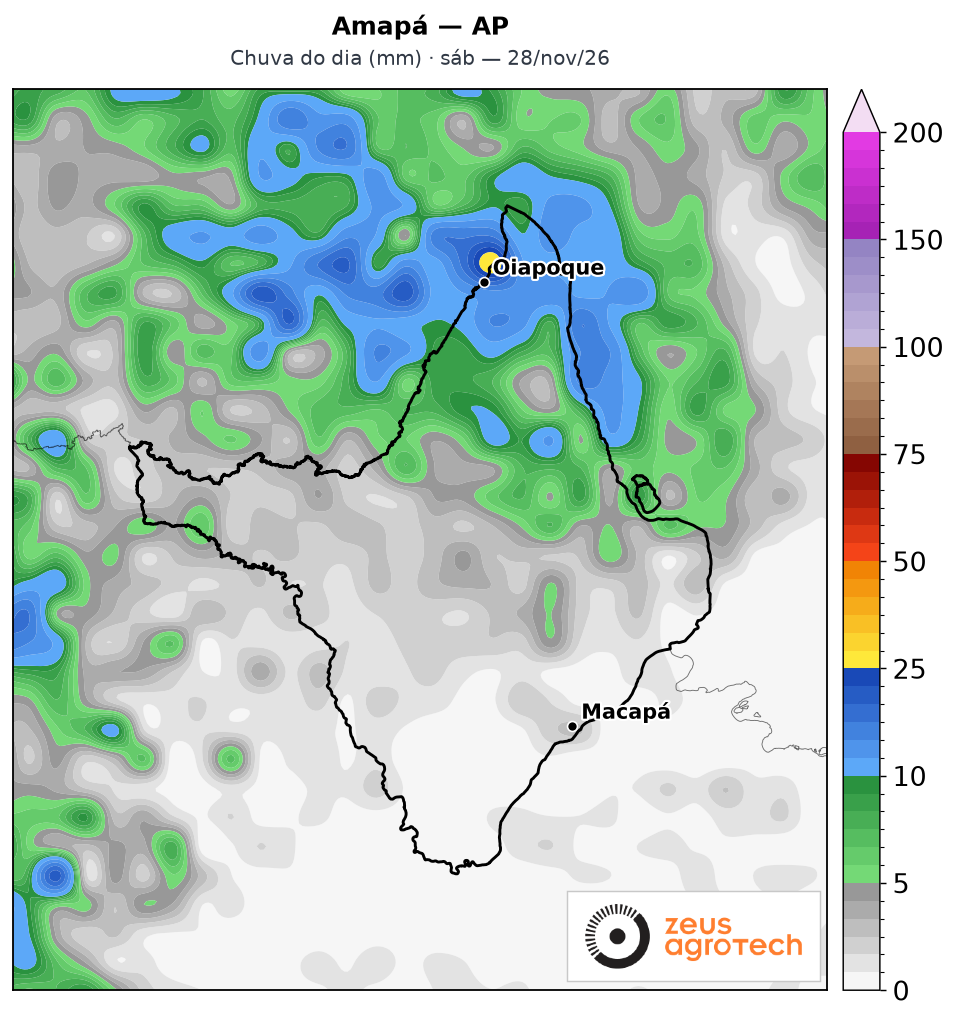 Amapá — AP
Chuva do dia (mm) · sáb — 28/nov/26
200
150
100
75
50
25
10
5
0
Oiapoque
Macapá
zeus
agrotech